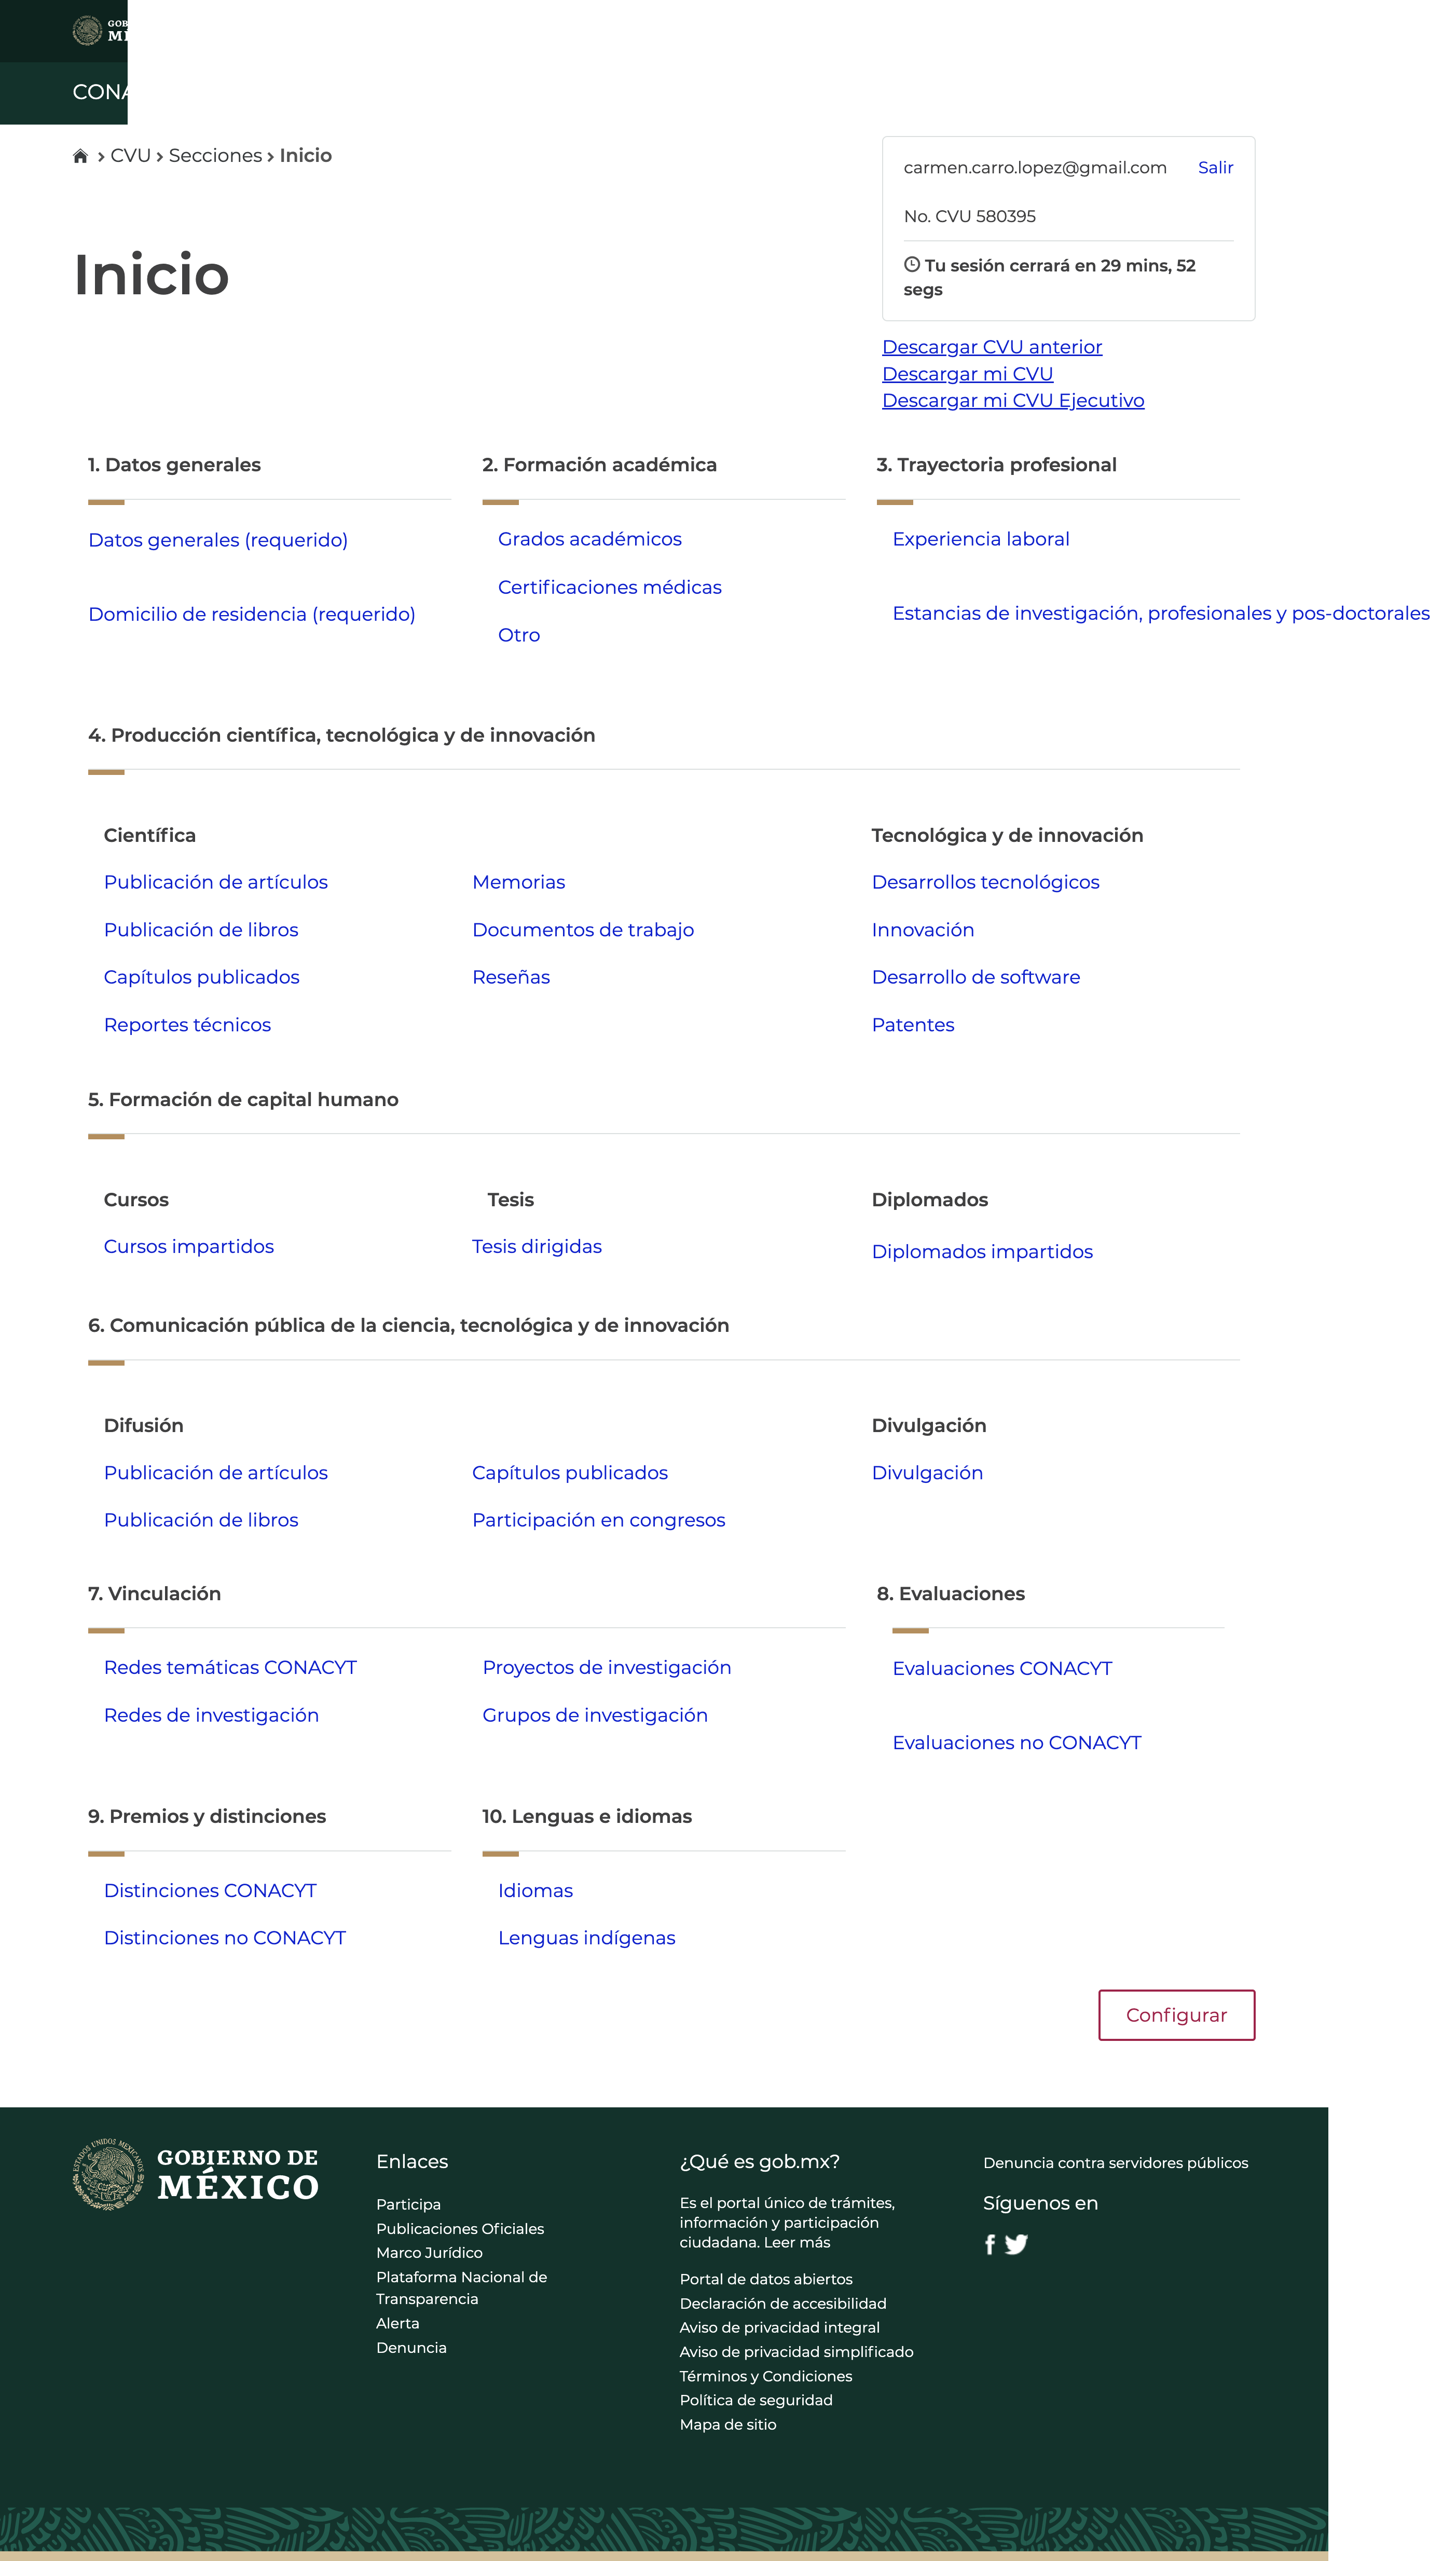 CVU
Secciones
Inicio
carmen.carro.lopez@gmail.com Salir
No. CVU 580395
Tu sesión cerrará en 29 mins, 52
segs
Inicio
Descargar CVU anterior
Descargar mi CVU
Descargar mi CVU Ejecutivo
1. Datos generales
Datos generales (requerido)
Domicilio de residencia (requerido)
2. Formación académica
Grados académicos
Certificaciones médicas
Otro
3. Trayectoria profesional
Experiencia laboral
Estancias de investigación, profesionales y pos-doctorales
4. Producción científica, tecnológica y de innovación
Científica
Publicación de artículos
Publicación de libros
Capítulos publicados
Reportes técnicos
Memorias
Documentos de trabajo
Reseñas
Tecnológica y de innovación
Desarrollos tecnológicos
Innovación
Desarrollo de software
Patentes
5. Formación de capital humano
Cursos
Cursos impartidos
Tesis
Tesis dirigidas
Diplomados
Diplomados impartidos
6. Comunicación pública de la ciencia, tecnológica y de innovación
Difusión
Publicación de artículos
Publicación de libros
Capítulos publicados
Participación en congresos
Divulgación
Divulgación
7. Vinculación
Redes temáticas CONACYT
Redes de investigación
Proyectos de investigación
Grupos de investigación
8. Evaluaciones
Evaluaciones CONACYT
Evaluaciones no CONACYT
9. Premios y distinciones
Distinciones CONACYT
Distinciones no CONACYT
10. Lenguas e idiomas
Idiomas
Lenguas indígenas
Configurar
GOBIERNO DE
MÉXICO
Enlaces
Participa
Publicaciones Oficiales
Marco Jurídico
Plataforma Nacional de
Transparencia
Alerta
Denuncia
¿Qué es gob.mx?
Es el portal único de trámites,
información y participación
ciudadana. Leer más
Portal de datos abiertos
Declaración de accesibilidad
Aviso de privacidad integral
Aviso de privacidad simplificado
Términos y Condiciones
Política de seguridad
Mapa de sitio
Denuncia contra servidores públicos
Síguenos en